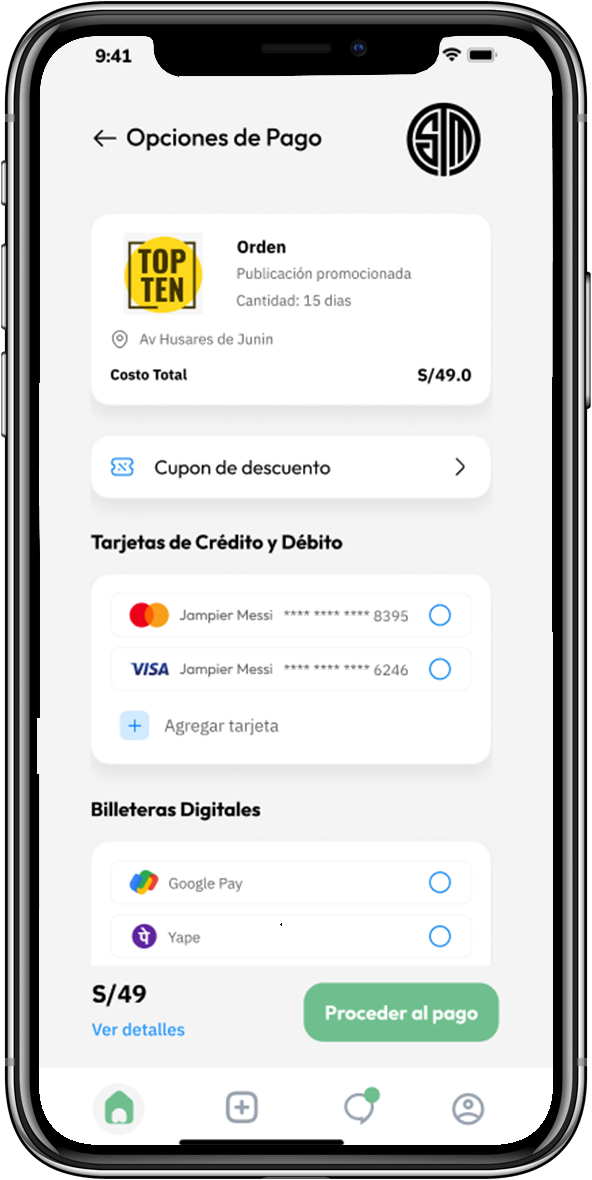 9:41
Opciones de Pago
STM
TOP
TEN
Orden
Publicación promocionada
Cantidad: 15 dias
Av Husares de Junin
Costo Total S/49.0
Cupon de descuento
Tarjetas de Crédito y Débito
Jampier Messi **** **** **** 8395
VISA Jampier Messi **** **** **** 6246
Agregar tarjeta
Billeteras Digitales
Google Pay
पे Yape
S/49
Ver detalles
Proceder al pago